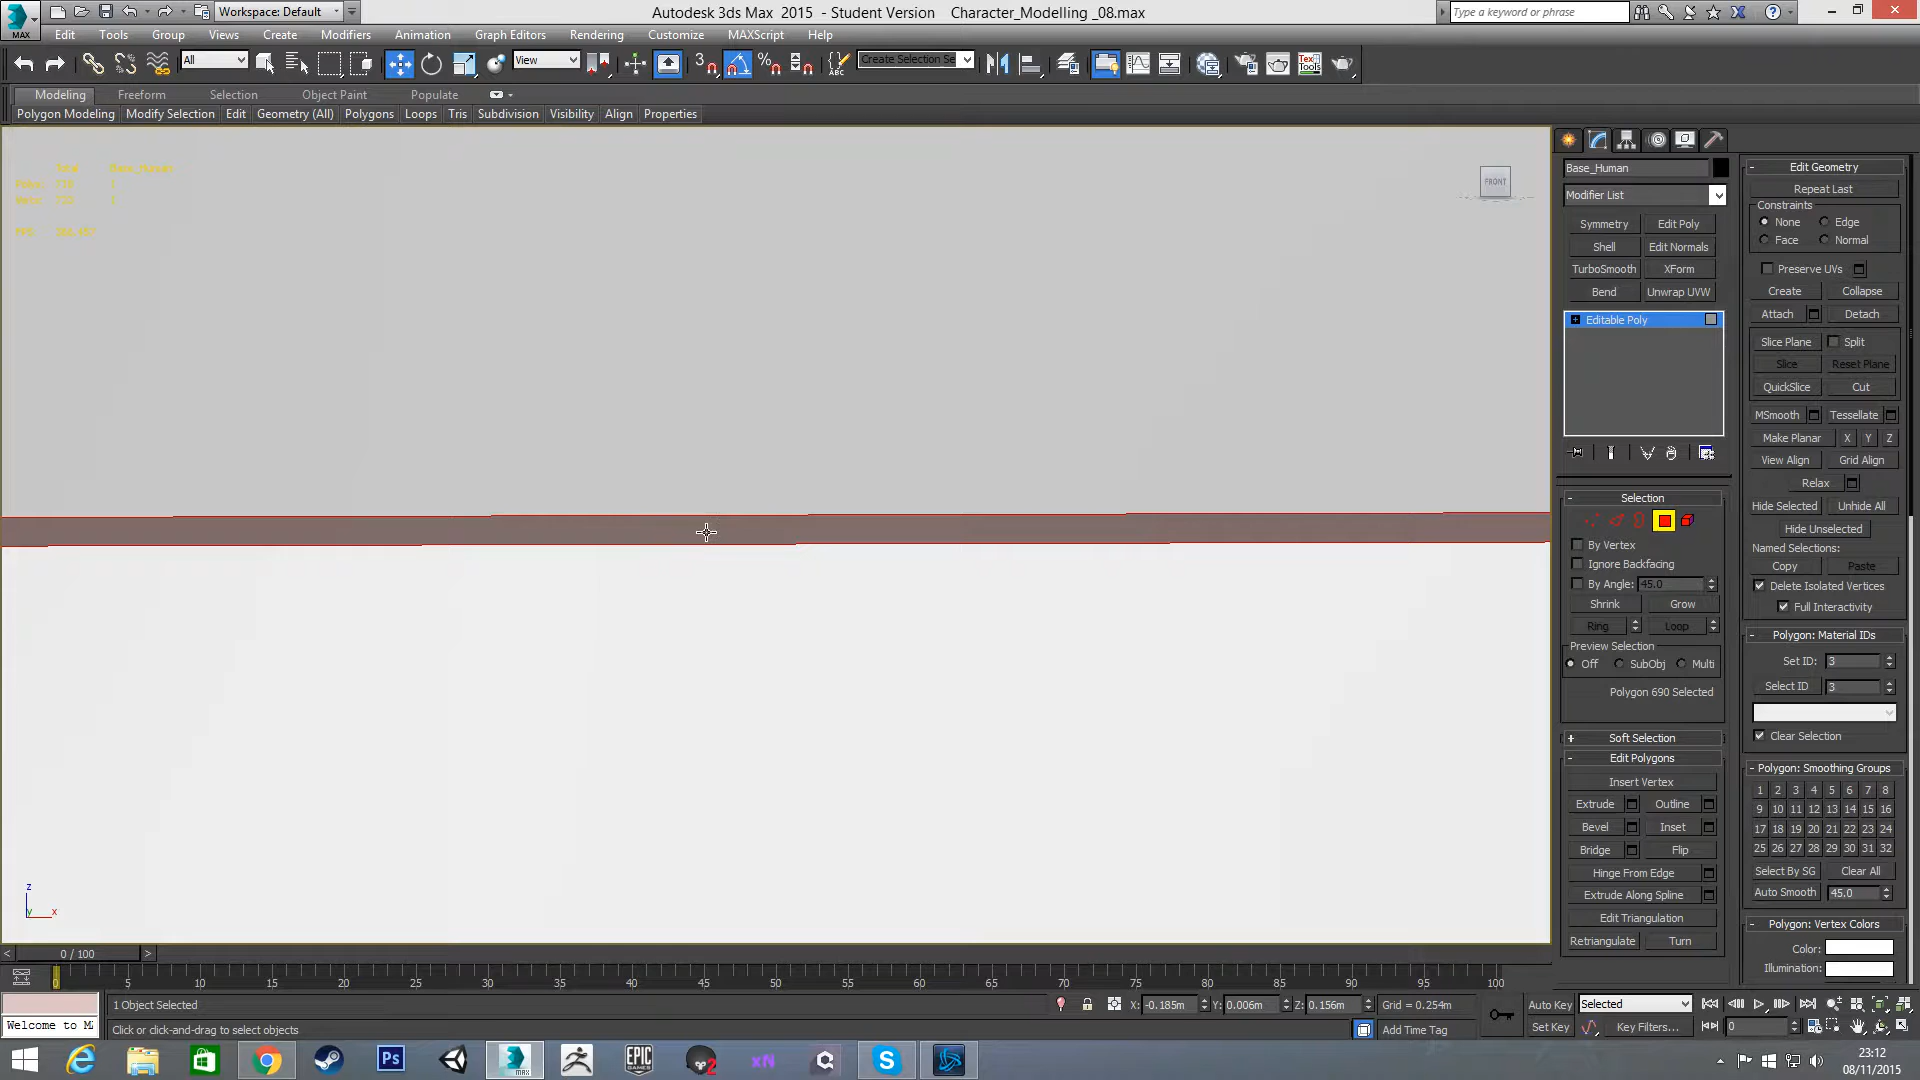 Autodesk 3ds Max 2015 - Student Version Character_Modelling _08.max
Workspace: Default
Type a keyword or phrase
MAX
Edit Tools Group Views Create Modifiers Animation Graph Editors Rendering Customize MAXScript Help
All
View
3
ABC
Create Selection Se
Modeling Freeform Selection Object Paint Populate
Polygon Modeling Modify Selection Edit Geometry (All) Polygons Loops Tris Subdivision Visibility Align Properties
Total Base_Human
FRONT
Base_Human
Modifier List
Symmetry Edit Poly
Shell Edit Normals
TurboSmooth XForm
Bend Unwrap UVW
Editable Poly
Selection
By Vertex
Ignore Backfacing
By Angle: 45.0
Shrink Grow
Ring Loop
Preview Selection
Off SubObj Multi
Polygon 690 Selected
Soft Selection
Edit Polygons
Insert Vertex
Extrude Outline
Bevel Inset
Bridge Flip
Hinge From Edge
Extrude Along Spline
Edit Triangulation
Retriangulate Turn
Edit Geometry
Repeat Last
Constraints
None Edge
Face Normal
Preserve UVs
Create Collapse
Attach Detach
Slice Plane Split
Slice Reset Plane
QuickSlice Cut
MSmooth Tessellate
Make Planar X Y Z
View Align Grid Align
Relax
Hide Selected Unhide All
Hide Unselected
Named Selections:
Copy Paste
Delete Isolated Vertices
Full Interactivity
Polygon: Material IDs
Set ID: 3
Select ID 3
Clear Selection
Polygon: Smoothing Groups
1 2 3 4 5 6 7 8
9 10 11 12 13 14 15 16
17 18 19 20 21 22 23 24
25 26 27 28 29 30 31 32
Select By SG Clear All
Auto Smooth 45.0
Polygon: Vertex Colors
Color:
Illumination:
z
y x
< 0 / 100 >
0 5 10 15 20 25 30 35 40 45 50 55 60 65 70 75 80 85 90 95 100
1 Object Selected
X: -0.185m Y: 0.006m Z: 0.156m Grid = 0.254m
Auto Key Selected
Welcome to M
Click or click-and-drag to select objects
Add Time Tag
Set Key Key Filters... 0
Ps
MAX
EPIC GAMES
2
xN
23:12
08/11/2015